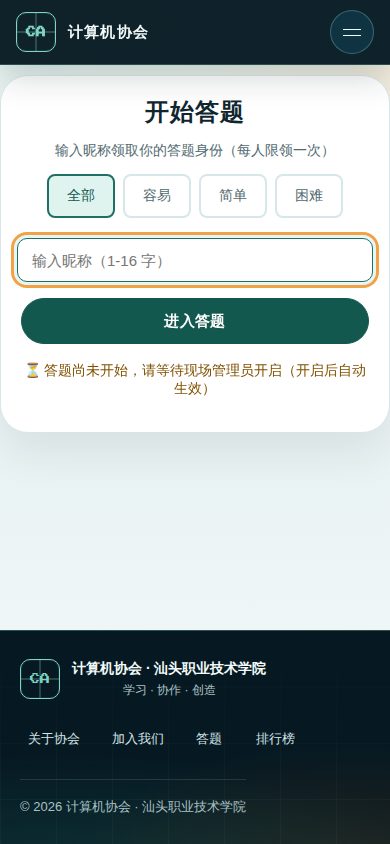 CA 计算机协会
开始答题
输入昵称领取你的答题身份（每人限领一次）
全部 容易 简单 困难
输入昵称（1-16 字）
进入答题
⏳ 答题尚未开始，请等待现场管理员开启（开启后自动
生效）
CA 计算机协会 · 汕头职业技术学院
学习 · 协作 · 创造
关于协会 加入我们 答题 排行榜
© 2026 计算机协会 · 汕头职业技术学院